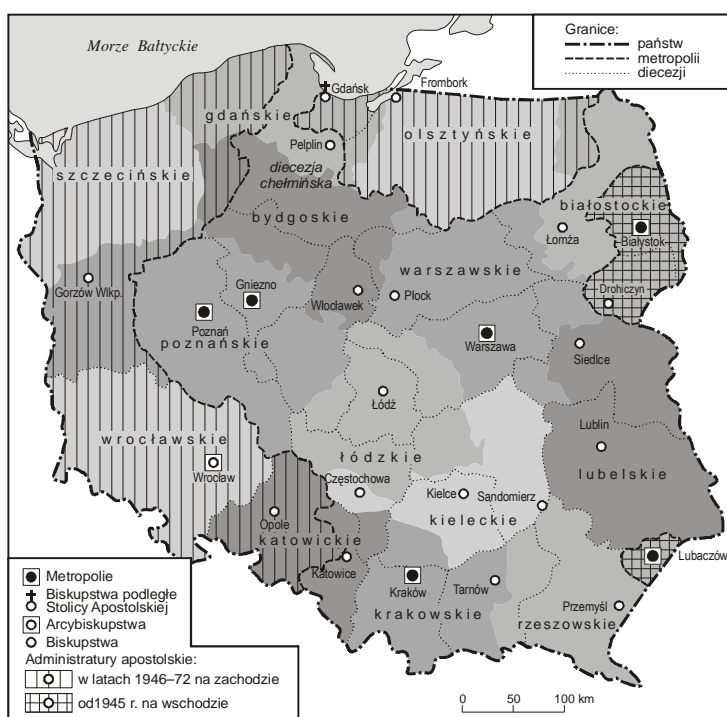 Morze Bałtyckie
Granice:
państw
metropolii
diecezji
Gdańsk
Frombork
gdańskie
Pelplin
olsztyńskie
diecezja
chełmińska
szczecińskie
bydgoskie
białostockie
Łomża
Białystok
warszawskie
Gorzów Wlkp.
Gniezno
Włocławek
Płock
Drohiczyn
Poznań
poznańskie
Warszawa
Siedlce
Łódź
Lublin
wrocławskie
Wrocław
łódzkie
lubelskie
Częstochowa
Kielce
Sandomierz
kieleckie
Opole
katowickie
Katowice
Lubaczów
Kraków
Tarnów
krakowskie
Przemyśl
rzeszowskie
Metropolie
Biskupstwa podległe
Stolicy Apostolskiej
Arcybiskupstwa
Biskupstwa
Administratury apostolskie:
w latach 1946–72 na zachodzie
od1945 r. na wschodzie
0 50 100 km